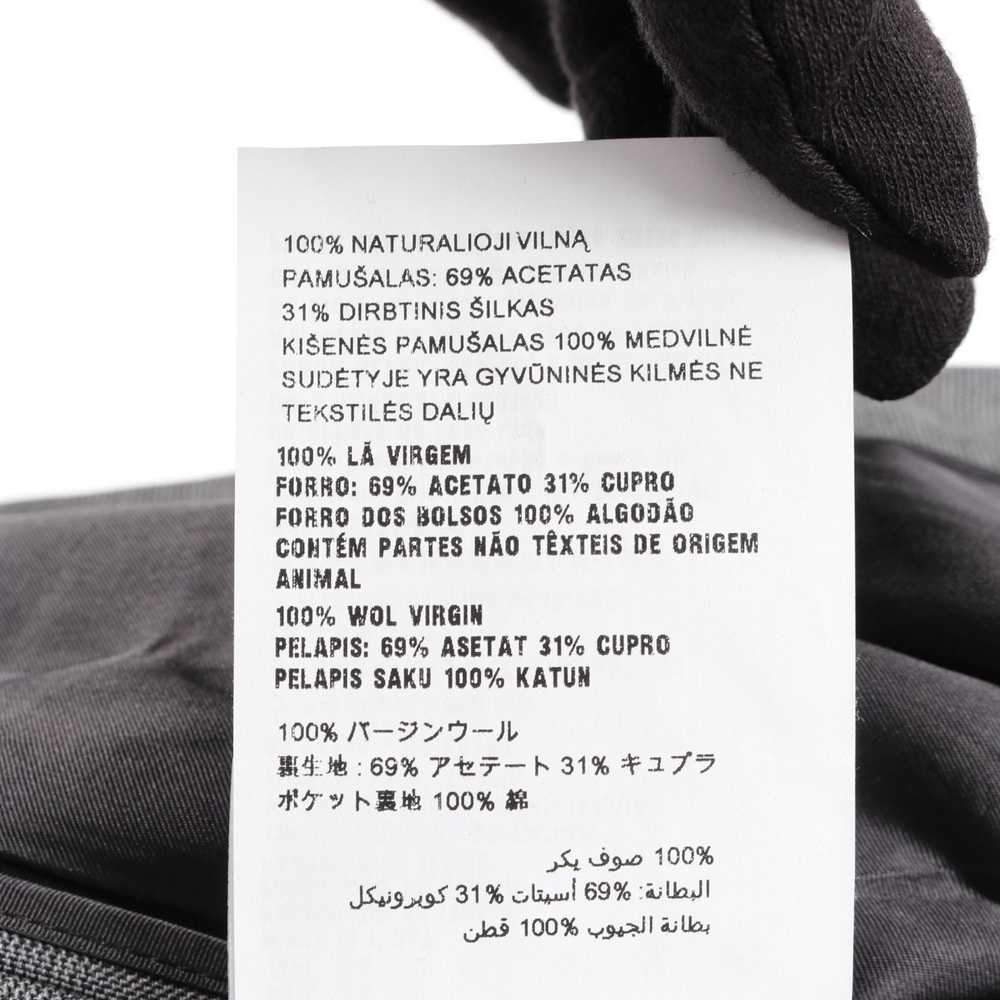 100% NATURALIOJI VILNĄ
PAMUŠALAS: 69% ACETATAS
31% DIRBTINIS ŠILKAS
KIŠENĖS PAMUŠALAS 100% MEDVILNĖ
SUDĖTYJE YRA GYVŪNINĖS KILMĖS NE
TEKSTILĖS DALIŲ
100% LÃ VIRGEM
FORRO: 69% ACETATO 31% CUPRO
FORRO DOS BOLSOS 100% ALGODÃO
CONTÉM PARTES NÃO TÊXTEIS DE ORIGEM
ANIMAL
100% WOL VIRGIN
PELAPIS: 69% ASETAT 31% CUPRO
PELAPIS SAKU 100% KATUN
100% バージンウール
裏生地 : 69% アセテート 31% キュプラ
ポケット裏地 100% 綿
100% صوف يكر
البطانة: 69% أسيتات 31% كوبرونيكل
بطانة الجيوب 100% قطن